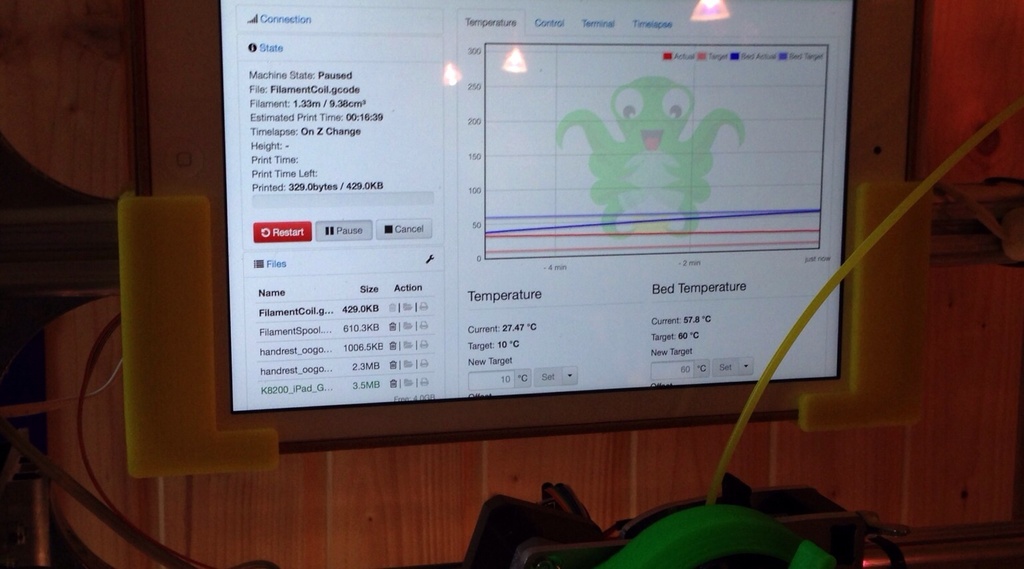 Connection
State
Machine State: Paused
File: FilamentCoil.gcode
Filament: 1.33m / 9.38cm³
Estimated Print Time: 00:16:39
Timelapse: On Z Change
Height: -
Print Time:
Print Time Left:
Printed: 329.0bytes / 429.0KB
Restart Pause Cancel
Files
Name Size Action
FilamentCoil.g... 429.0KB
FilamentSpool.... 610.3KB
handrest_oogo... 1006.5KB
handrest_oogo... 2.3MB
K8200_iPad_G... 3.5MB
Free: 4.0GB
Temperature Control Terminal Timelapse
Actual Target Bed Actual Bed Target
300
250
200
150
100
50
0
- 4 min - 2 min just now
Temperature
Current: 27.47 °C
Target: 10 °C
New Target
10 °C Set
Offset
Bed Temperature
Current: 57.8 °C
Target: 60 °C
New Target
60 °C Set
Offset